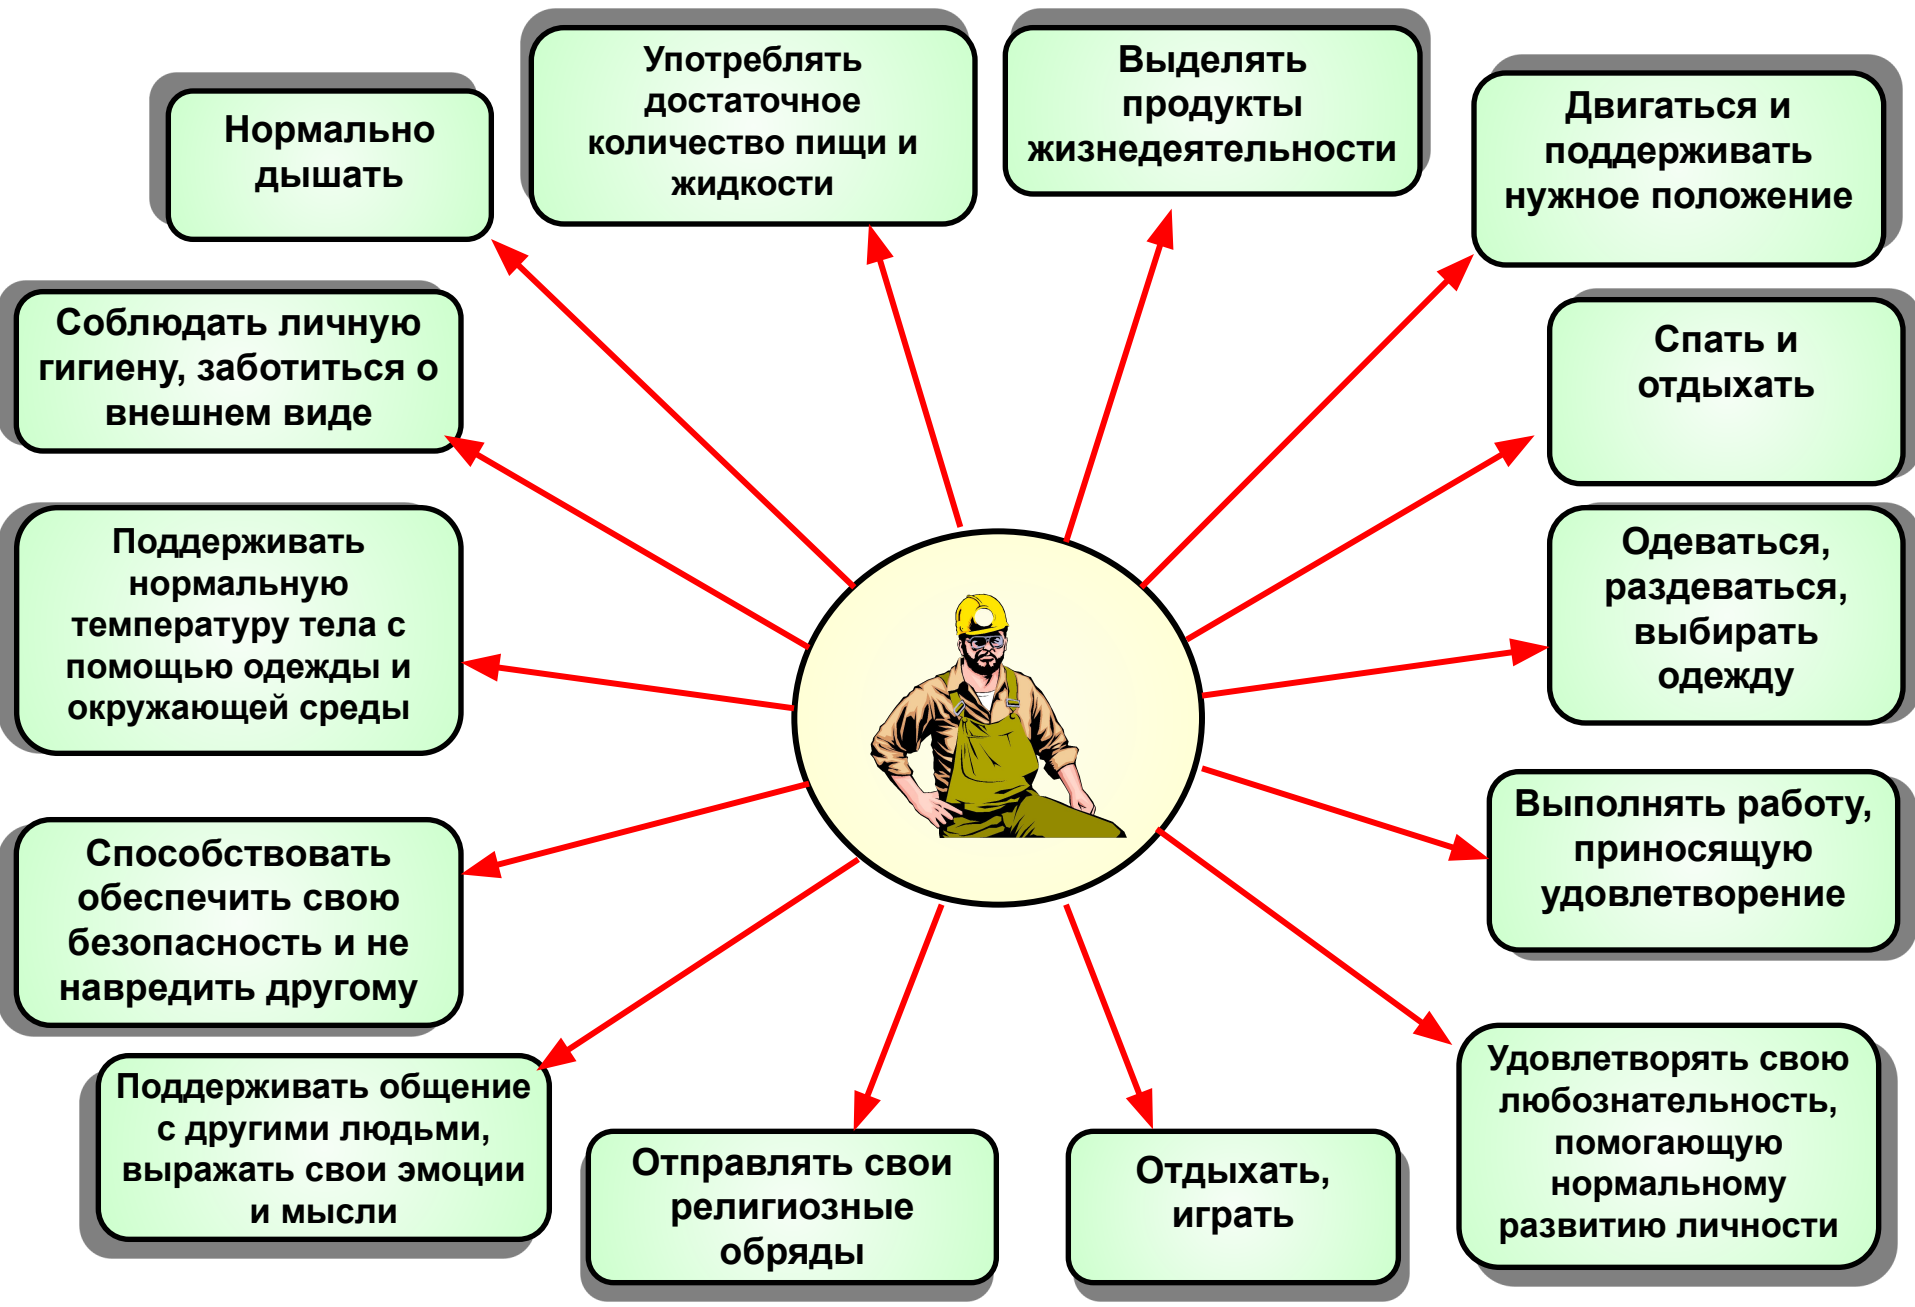 Нормально
дышать
Употреблять
достаточное
количество пищи и
жидкости
Выделять
продукты
жизнедеятельности
Двигаться и
поддерживать
нужное положение
Соблюдать личную
гигиену, заботиться о
внешнем виде
Спать и
отдыхать
Поддерживать
нормальную
температуру тела с
помощью одежды и
окружающей среды
Одеваться,
раздеваться,
выбирать
одежду
Способствовать
обеспечить свою
безопасность и не
навредить другому
Выполнять работу,
приносящую
удовлетворение
Поддерживать общение
с другими людьми,
выражать свои эмоции
и мысли
Отправлять свои
религиозные
обряды
Отдыхать,
играть
Удовлетворять свою
любознательность,
помогающую
нормальному
развитию личности